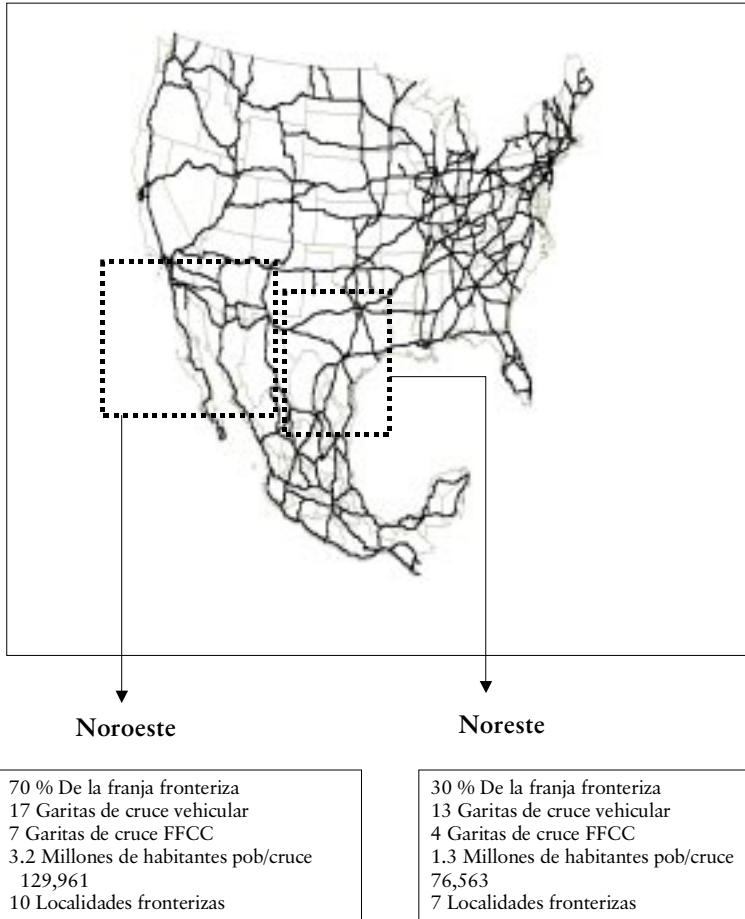 Noroeste
70 % De la franja fronteriza
17 Garitas de cruce vehicular
7 Garitas de cruce FFCC
3.2 Millones de habitantes pob/cruce
129,961
10 Localidades fronterizas
Noreste
30 % De la franja fronteriza
13 Garitas de cruce vehicular
4 Garitas de cruce FFCC
1.3 Millones de habitantes pob/cruce
76,563
7 Localidades fronterizas